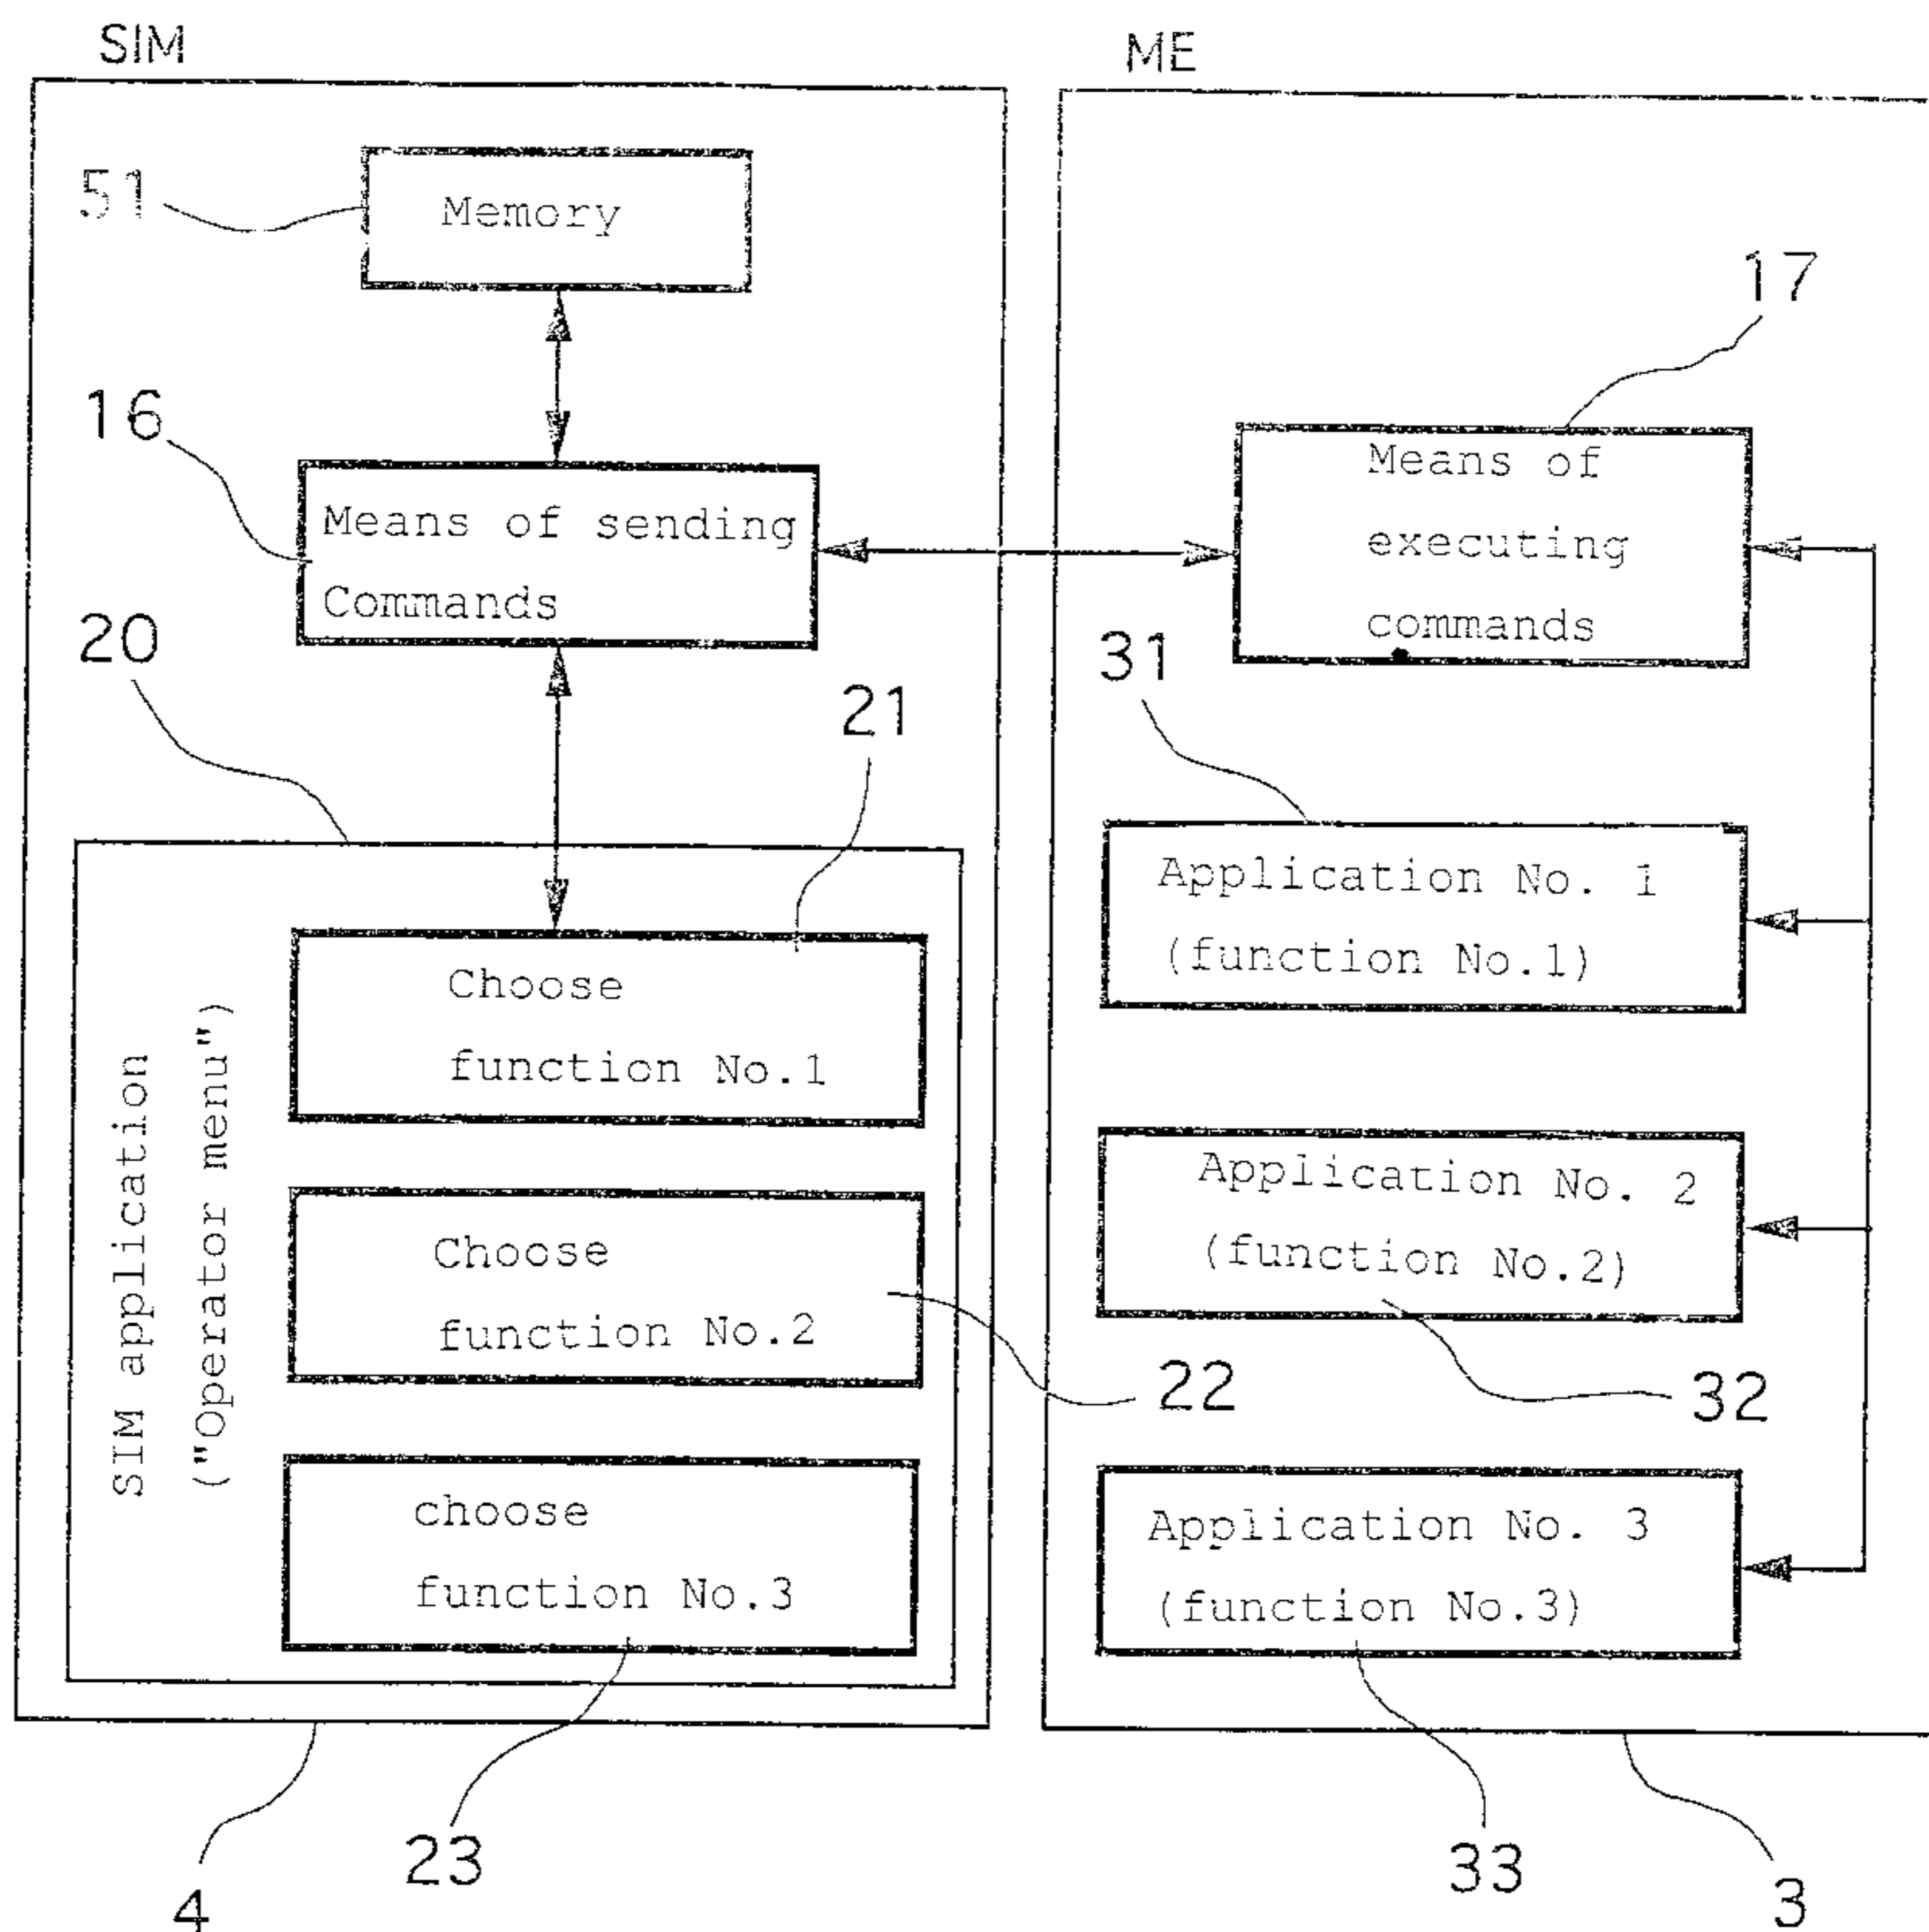 SIM
51
Memory
16
Means of sending
Commands
20
21
SIM application
("Operator menu")
Choose
function No.1
Choose
function No.2
22
choose
function No.3
23
4
ME
17
Means of
executing
commands
31
Application No. 1
(function No.1)
Application No. 2
(function No.2)
32
Application No. 3
(function No.3)
33
3